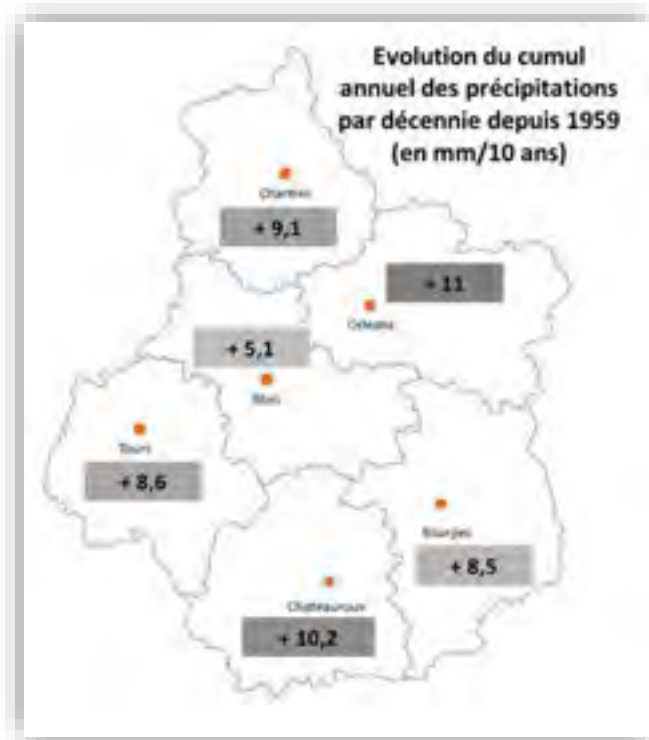 Evolution du cumul
annuel des précipitations
par décennie depuis 1959
(en mm/10 ans)
Chartres
+ 9,1
+ 11
Orléans
+ 5,1
Blois
Tours
+ 8,6
Bourges
+ 8,5
Chateauroux
+ 10,2